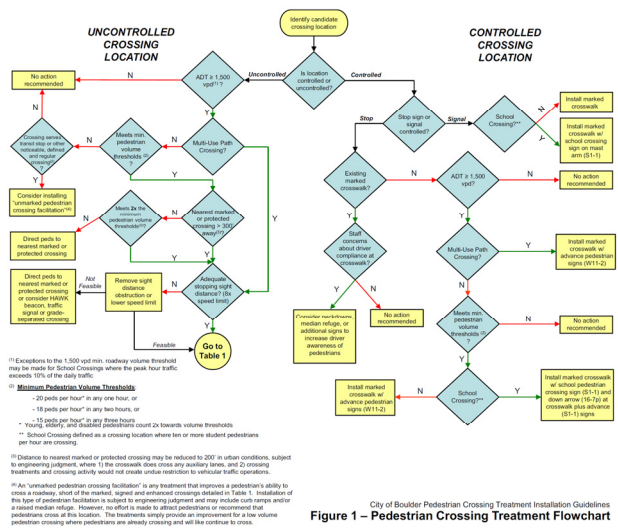 Identify candidate
crossing location
UNCONTROLLED
CROSSING
LOCATION
CONTROLLED
CROSSING
LOCATION
Is location
controlled or
uncontrolled?
Uncontrolled
Controlled
No action
recommended
N
ADT ≥ 1,500
vpd(1) ?
Y
Stop sign or
signal
controlled?
Stop
Signal
School
Crossing?**
N
Install marked
crosswalk
Y
Install marked
crosswalk w/
school crossing
sign on mast
arm (S1-1)
N
Crossing serves
transit stop or other
noticeable, defined
and regular
crossing
?
N
Meets min.
pedestrian
volume
thresholds (2)
?
N
Multi-Use Path
Crossing?
Y
Y
Y
Y
Existing
marked
crosswalk?
N
ADT ≥ 1,500
vpd?
N
No action
recommended
Y
Y
Consider installing
"unmarked pedestrian
crossing facilitation"(4)
Meets 2x the
minimum
pedestrian volume
thresholds
N
Nearest marked
or protected
crossing > 300'
away
N
Y
Y
Direct peds to
nearest marked or
protected crossing
Staff
concerns
about driver
compliance at
crosswalk?
Y
N
Multi-Use Path
Crossing?
Y
Install marked
crosswalk w/
advance pedestrian
signs (W11-2)
N
Direct peds to
nearest marked or
protected crossing
or consider HAWK
beacon, traffic
signal or grade-
separated crossing
Not
Feasible
Remove sight
distance
obstruction or
lower speed limit
N
Adequate
stopping sight
distance? (8x
speed limit)
Y
Feasible
Go to
Table 1
Consider neckdowns,
median refuge, or
additional signs to
increase driver
awareness of
pedestrians
No action
recommended
Meets min.
pedestrian
volume
thresholds (2)
?
N
No action
recommended
Y
Install marked
crosswalk w/
advance pedestrian
signs (W11-2)
N
School
Crossing?**
Y
Install marked crosswalk
w/ school pedestrian
crossing sign (S1-1) and
down arrow (16-7p) at
crosswalk plus advance
(S1-1) signs
(1) Exceptions to the 1,500 vpd min. roadway volume threshold
may be made for School Crossings where the peak hour traffic
exceeds 10% of the daily traffic
(2) Minimum Pedestrian Volume Thresholds:
- 20 peds per hour* in any one hour, or
- 18 peds per hour* in any two hours, or
- 15 peds per hour* in any three hours
* Young, elderly, and disabled pedestrians count 2x towards volume thresholds
** School Crossing defined as a crossing location where ten or more student pedestrians
per hour are crossing.
(3) Distance to nearest marked or protected crossing may be reduced to 200' in urban conditions, subject
to engineering judgment, where 1) the crosswalk does cross any auxiliary lanes, and 2) crossing
treatments and crossing activity would not create undue restriction to vehicular traffic operations.
(4) An "unmarked pedestrian crossing facilitation" is any treatment that improves a pedestrian's ability to
cross a roadway, short of the marked, signed and enhanced crossings detailed in Table 1. Installation of
this type of pedestrian facilitation is subject to engineering judgment and may include curb ramps and/or
a raised median refuge. However, no effort is made to attract pedestrians or recommend that
pedestrians cross at this location. The treatments simply provide an improvement for a low volume
pedestrian crossing where pedestrians are already crossing and will like continue to cross.
City of Boulder Pedestrian Crossing Treatment Installation Guidelines
Figure 1 – Pedestrian Crossing Treatment Flowchart